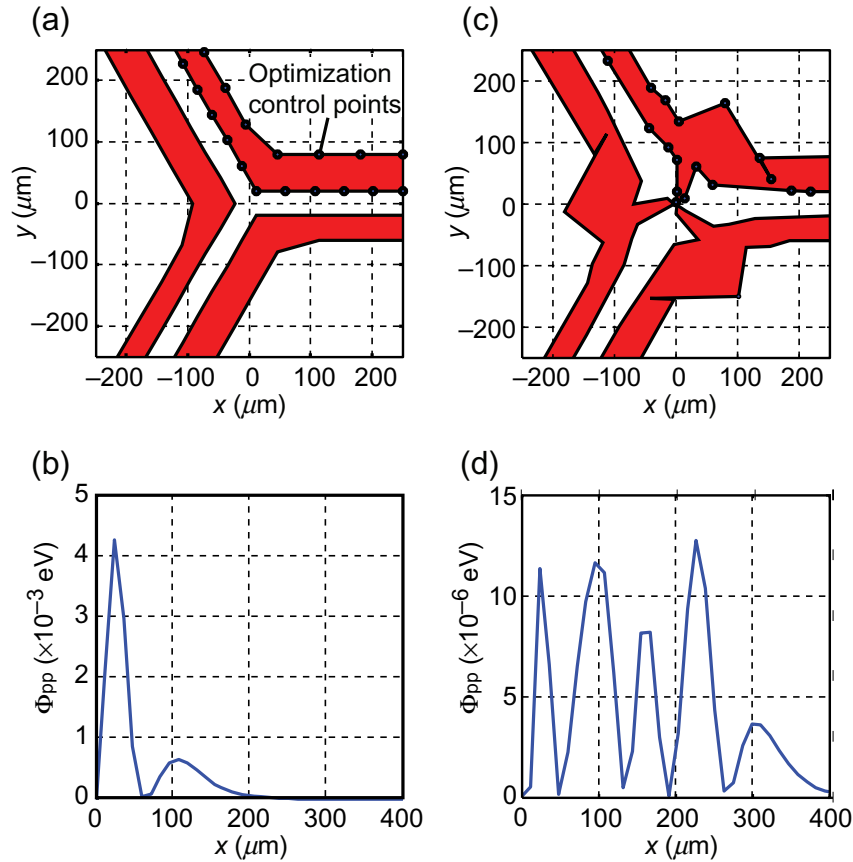 (a)
200
100
0
–100
–200
y (μm)
Optimization
control points
–200 –100 0 100 200
x (μm)
(c)
200
100
0
–100
–200
y (μm)
–200 –100 0 100 200
x (μm)
(b)
5
4
3
2
1
0
Φpp (×10−3 eV)
0 100 200 300 400
x (μm)
(d)
15
10
5
0
Φpp (×10−6 eV)
0 100 200 300 400
x (μm)